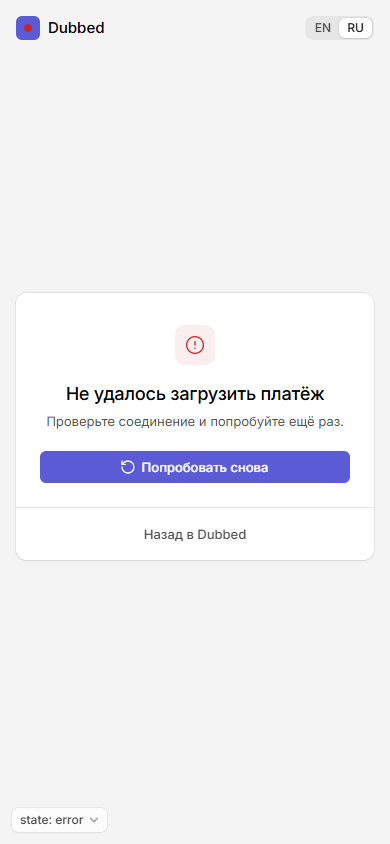 Dubbed
EN RU
Не удалось загрузить платёж
Проверьте соединение и попробуйте ещё раз.
Попробовать снова
Назад в Dubbed
state: error